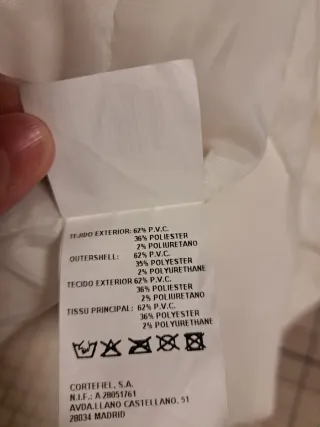 TEJIDO EXTERIOR: 62% P.V.C.
36% POLIESTER
2% POLIURETANO
OUTERSHELL: 62% P.V.C.
35% POLYESTER
2% POLYURETHANE
TECIDO EXTERIOR 62% P.V.C.
36% POLIESTER
2% POLIURETANO
TISSU PRINCIPAL: 62% P.V.C.
36% POLYESTER
2% POLYURETHANE
CORTEFIEL, S.A.
N.I.F.: A 28051761
AVDA.LLANO CASTELLANO, 51
28034 MADRID